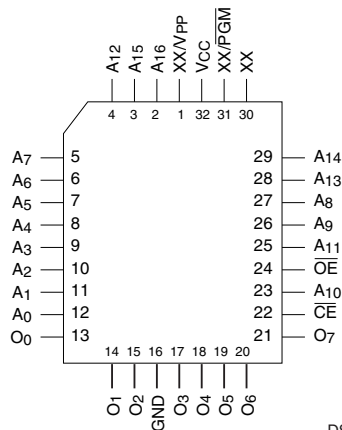 A12 A15 A16 XX/VPP VCC XX/PGM XX
4 3 2 1 32 31 30
A7 5 29 A14
A6 6 28 A13
A5 7 27 A8
A4 8 26 A9
A3 9 25 A11
A2 10 24 OE
A1 11 23 A10
A0 12 22 CE
O0 13 21 O7
14 15 16 17 18 19 20
O1 O2 GND O3 O4 O5 O6